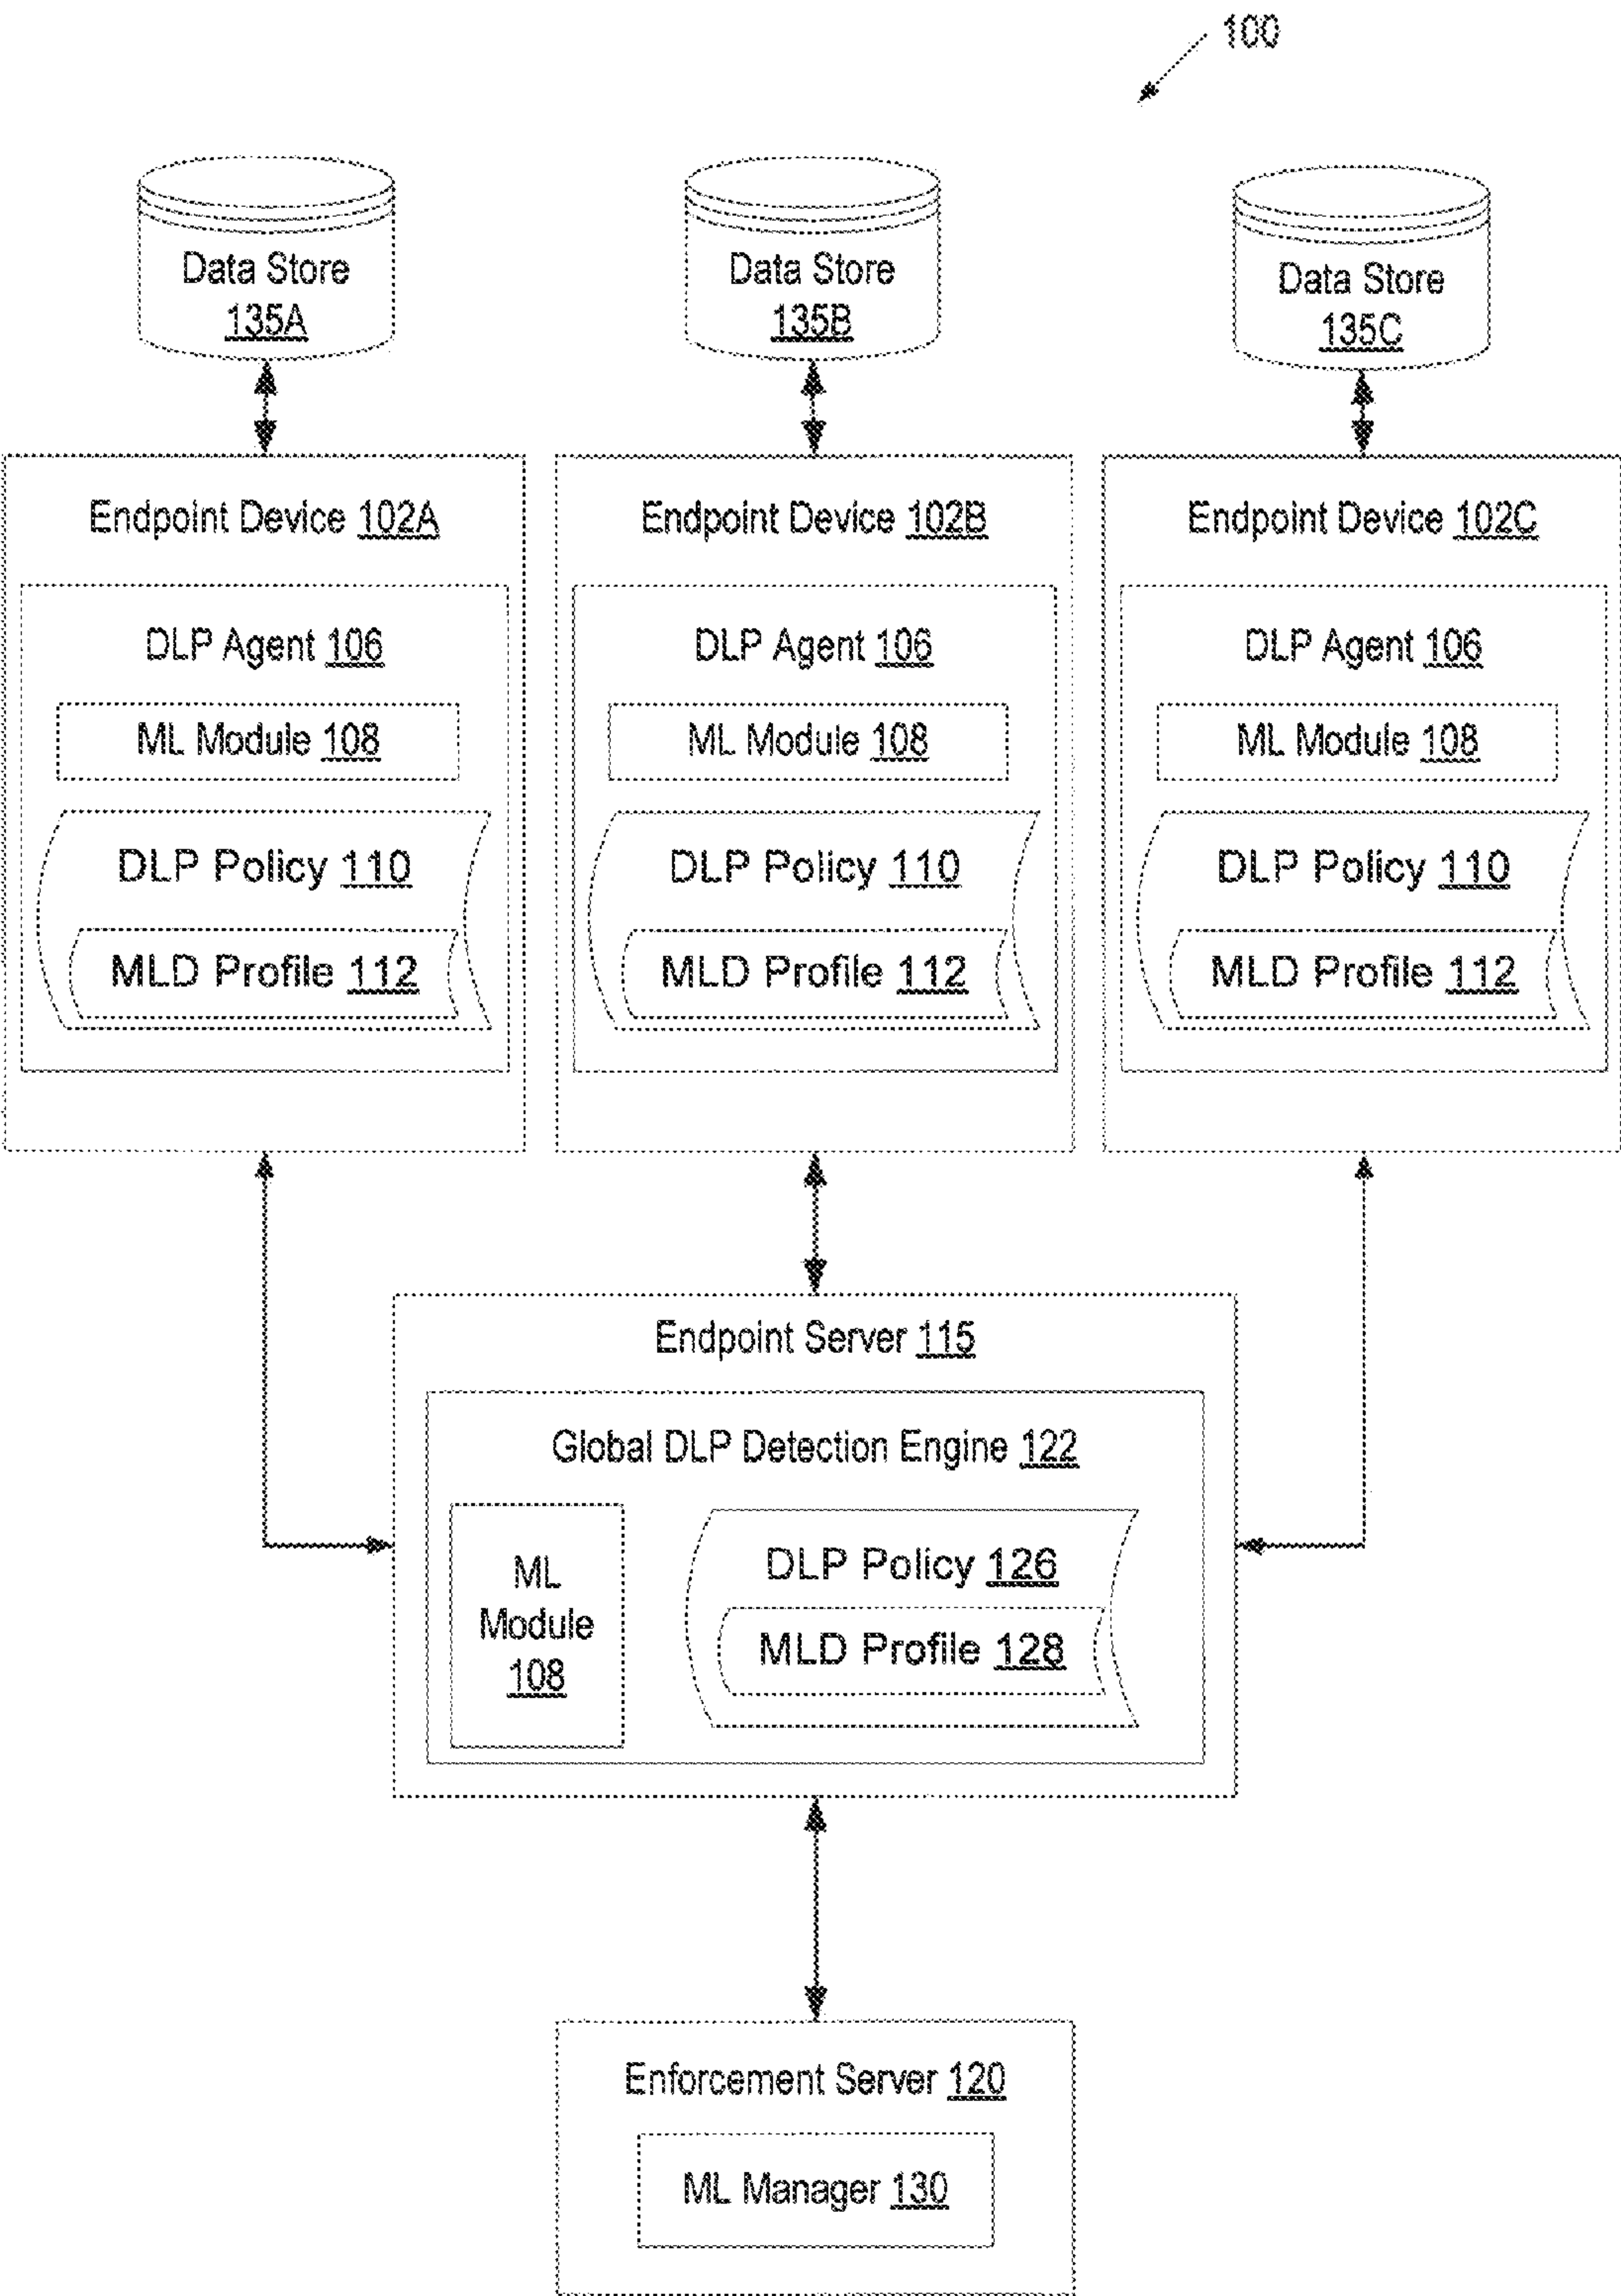 100
Data Store
135A
Data Store
135B
Data Store
135C
Endpoint Device 102A
DLP Agent 106
ML Module 108
DLP Policy 110
MLD Profile 112
Endpoint Device 102B
DLP Agent 106
ML Module 108
DLP Policy 110
MLD Profile 112
Endpoint Device 102C
DLP Agent 106
ML Module 108
DLP Policy 110
MLD Profile 112
Endpoint Server 115
Global DLP Detection Engine 122
ML
Module
108
DLP Policy 126
MLD Profile 128
Enforcement Server 120
ML Manager 130